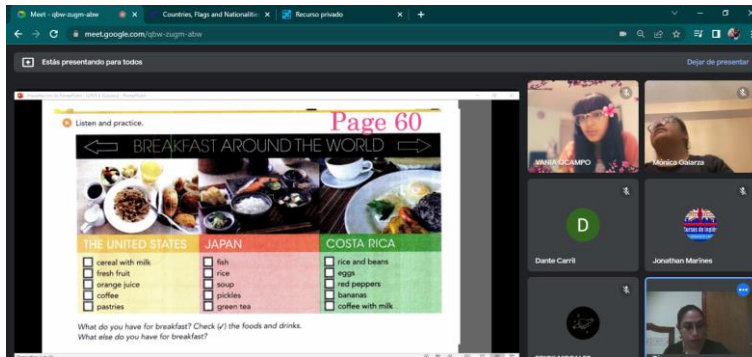 Meet - qbw-zugm-abw
Countries, Flags and Nationalitie
Recurso privado
meet.google.com/qbw-zugm-abw
Estás presentando para todos
Dejar de presentar
Listen and practice.
Page 60
BREAKFAST AROUND THE WORLD
THE UNITED STATES
JAPAN
COSTA RICA
cereal with milk
fresh fruit
orange juice
coffee
pastries
fish
rice
soup
pickles
green tea
rice and beans
eggs
red peppers
bananas
coffee with milk
What do you have for breakfast? Check (✓) the foods and drinks.
What else do you have for breakfast?
VANIA OCAMPO
Mónica Galarza
D
Dante Carril
Jonathan Marines